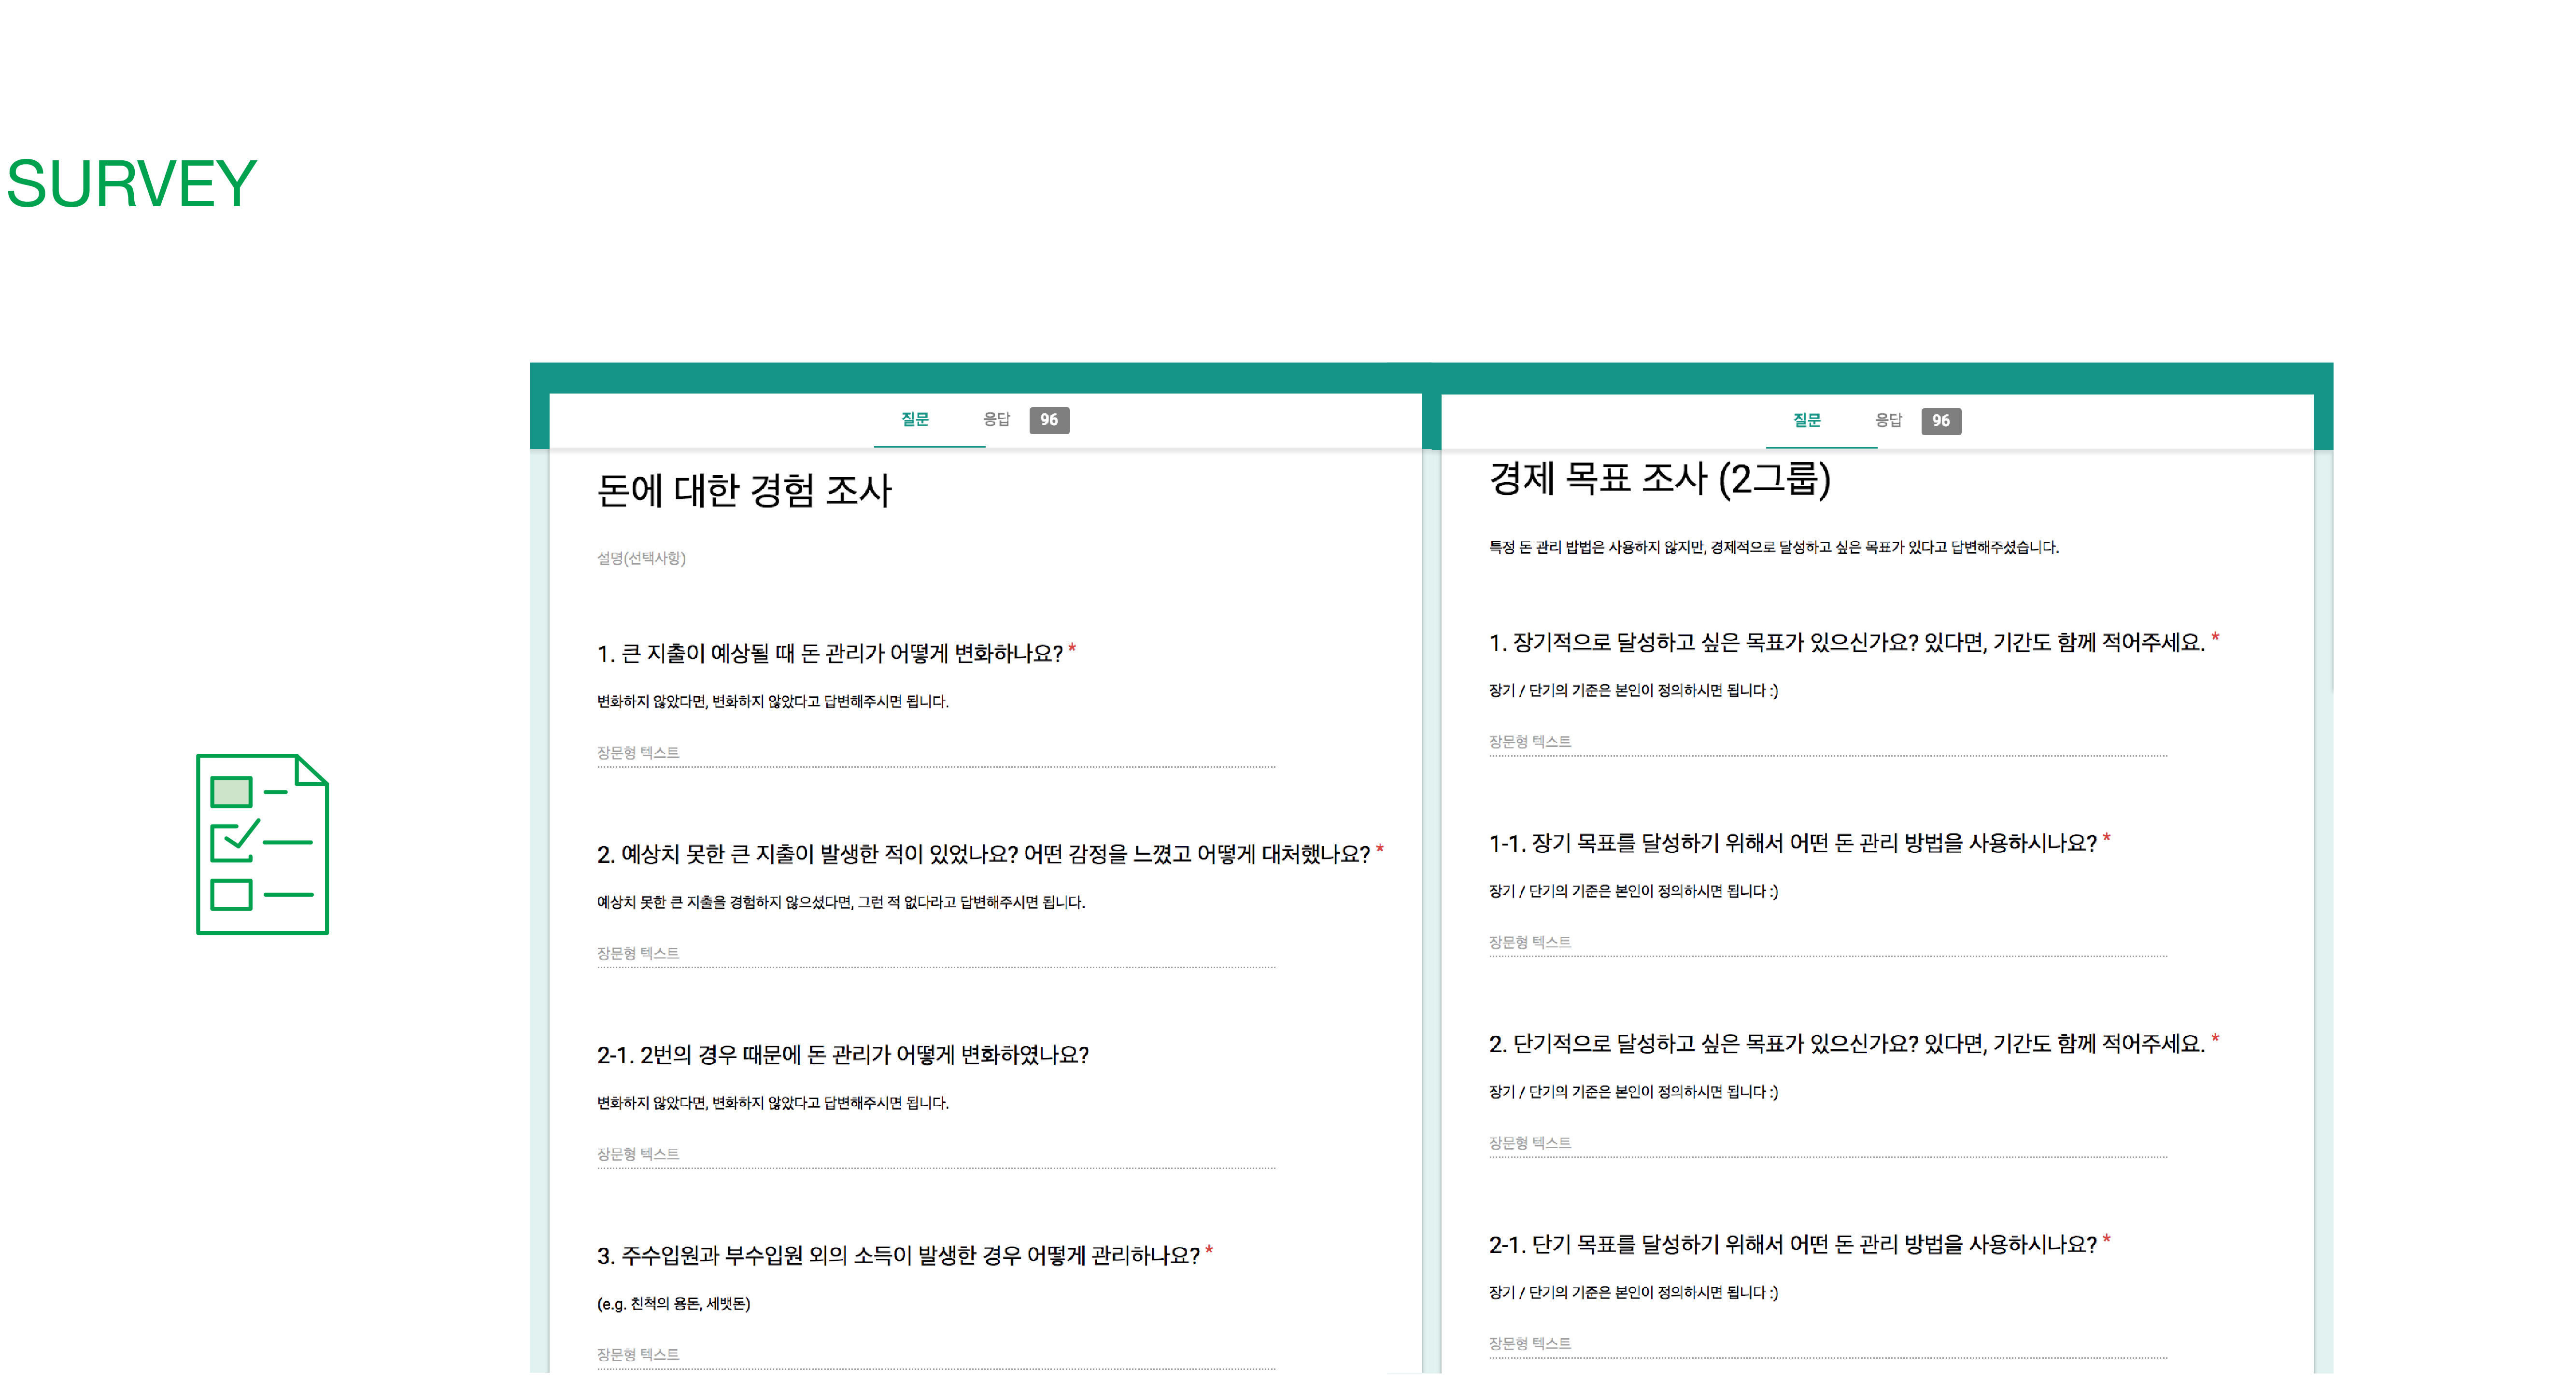 SURVEY
질문 응답 96
돈에 대한 경험 조사
설명(선택사항)
1. 큰 지출이 예상될 때 돈 관리가 어떻게 변화하나요? *
변화하지 않았다면, 변화하지 않았다고 답변해주시면 됩니다.
장문형 텍스트
2. 예상치 못한 큰 지출이 발생한 적이 있었나요? 어떤 감정을 느꼈고 어떻게 대처했나요? *
예상치 못한 큰 지출을 경험하지 않으셨다면, 그런 적 없다라고 답변해주시면 됩니다.
장문형 텍스트
2-1. 2번의 경우 때문에 돈 관리가 어떻게 변화하였나요?
변화하지 않았다면, 변화하지 않았다고 답변해주시면 됩니다.
장문형 텍스트
3. 주수입원과 부수입원 외의 소득이 발생한 경우 어떻게 관리하나요? *
(e.g. 친척의 용돈, 세뱃돈)
장문형 텍스트
질문 응답 96
경제 목표 조사 (2그룹)
특정 돈 관리 밥법은 사용하지 않지만, 경제적으로 달성하고 싶은 목표가 있다고 답변해주셨습니다.
1. 장기적으로 달성하고 싶은 목표가 있으신가요? 있다면, 기간도 함께 적어주세요. *
장기 / 단기의 기준은 본인이 정의하시면 됩니다 :)
장문형 텍스트
1-1. 장기 목표를 달성하기 위해서 어떤 돈 관리 방법을 사용하시나요? *
장기 / 단기의 기준은 본인이 정의하시면 됩니다 :)
장문형 텍스트
2. 단기적으로 달성하고 싶은 목표가 있으신가요? 있다면, 기간도 함께 적어주세요. *
장기 / 단기의 기준은 본인이 정의하시면 됩니다 :)
장문형 텍스트
2-1. 단기 목표를 달성하기 위해서 어떤 돈 관리 방법을 사용하시나요? *
장기 / 단기의 기준은 본인이 정의하시면 됩니다 :)
장문형 텍스트